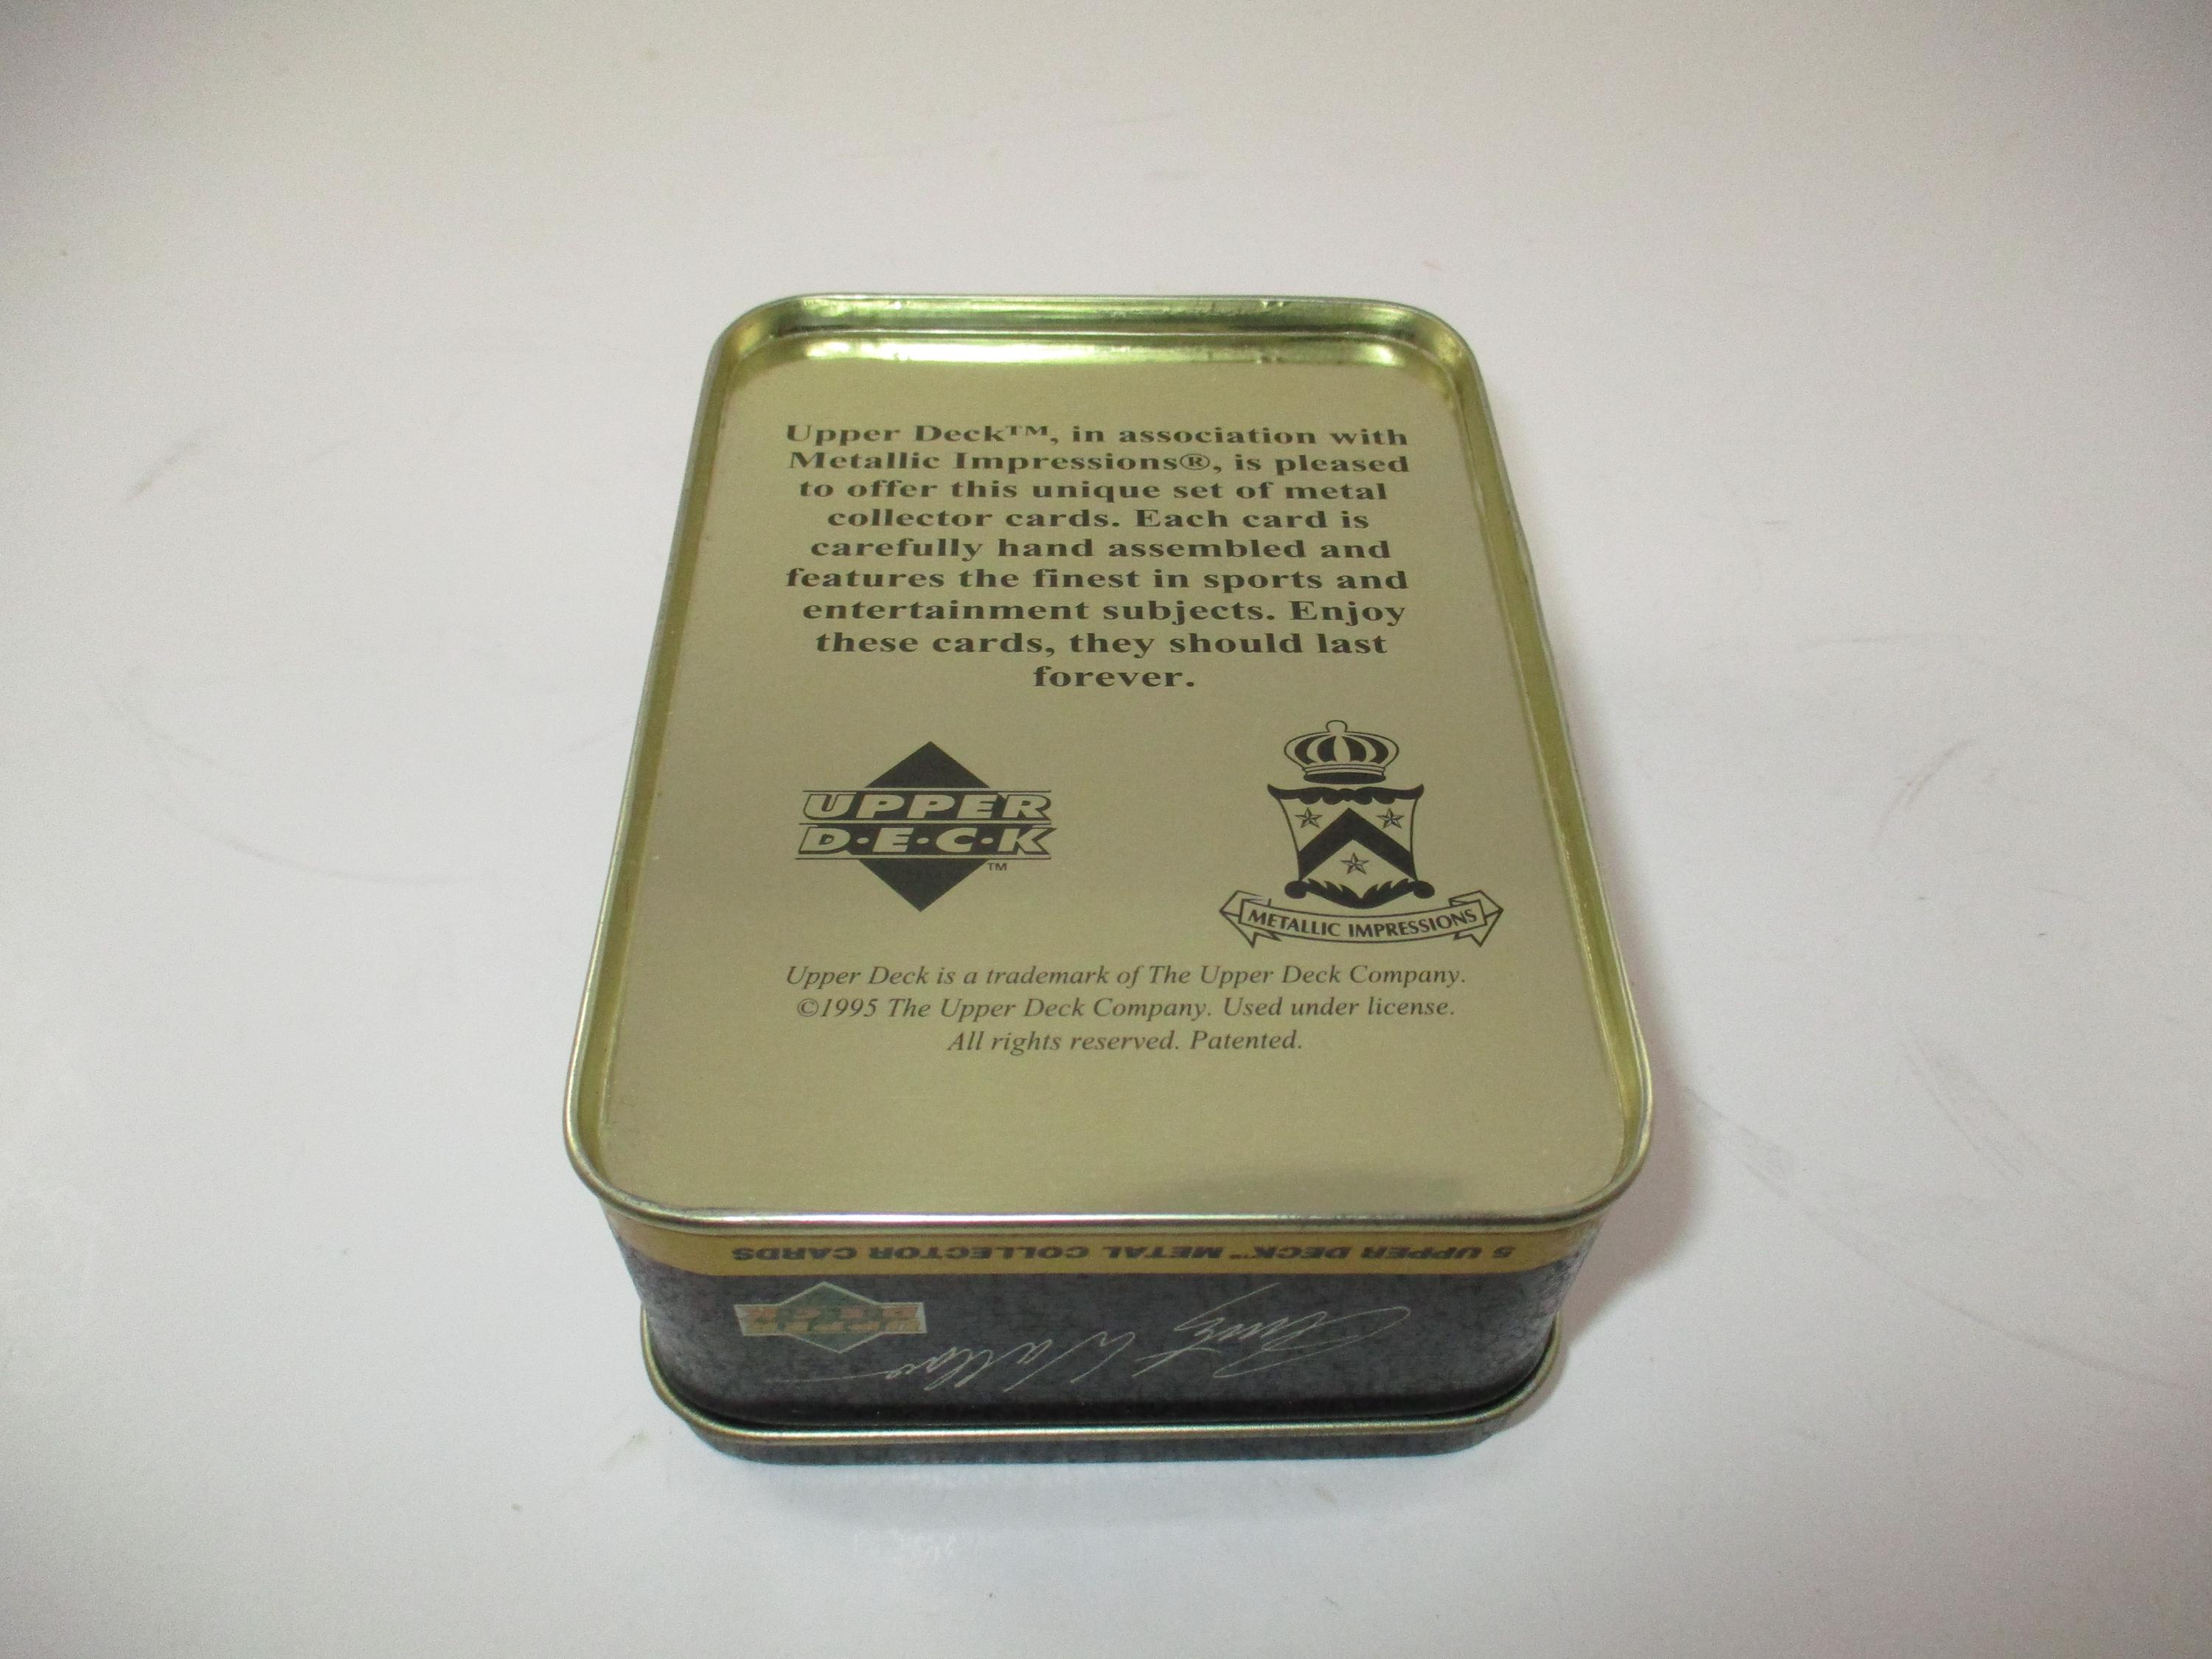 Upper Deck™, in association with
Metallic Impressions®, is pleased
to offer this unique set of metal
collector cards. Each card is
carefully hand assembled and
features the finest in sports and
entertainment subjects. Enjoy
these cards, they should last
forever.
UPPER
D·E·C·K
™
METALLIC IMPRESSIONS
Upper Deck is a trademark of The Upper Deck Company.
©1995 The Upper Deck Company. Used under license.
All rights reserved. Patented.
5 UPPER DECK™ METAL COLLECTOR CARDS
UPPER
DECK
Wallace